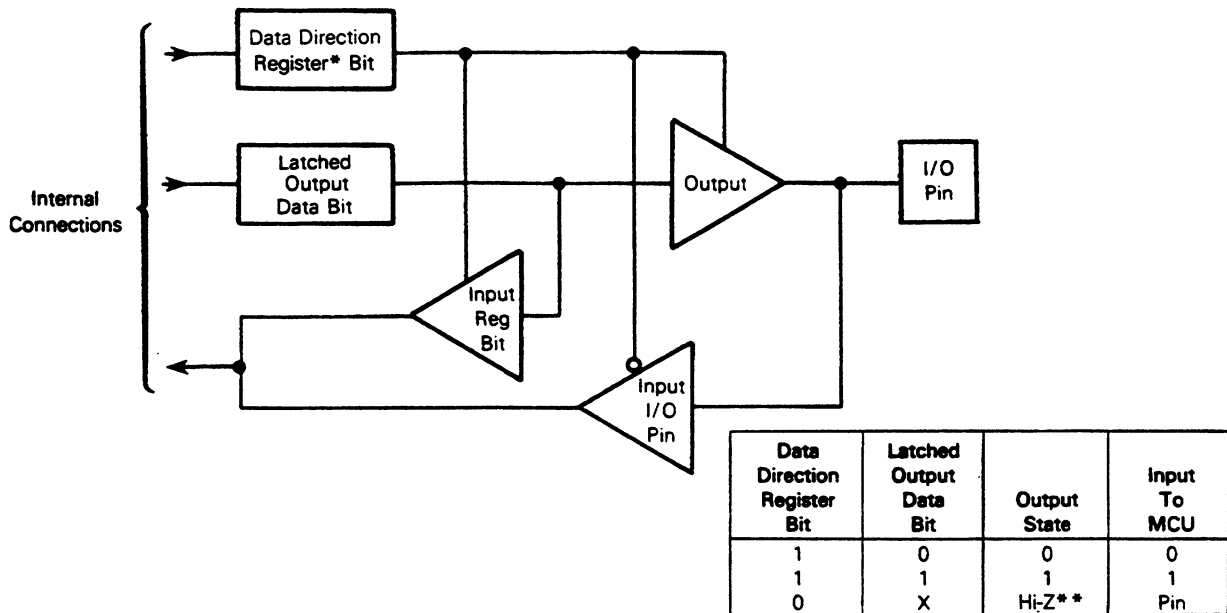 Data Direction
Register* Bit
Latched
Output
Data Bit
Internal
Connections
Output
I/O
Pin
Input
Reg
Bit
Input
I/O
Pin
Data Direction Register Bit | Latched Output Data Bit | Output State | Input To MCU
1 | 0 | 0 | 0
1 | 1 | 1 | 1
0 | X | Hi-Z** | Pin